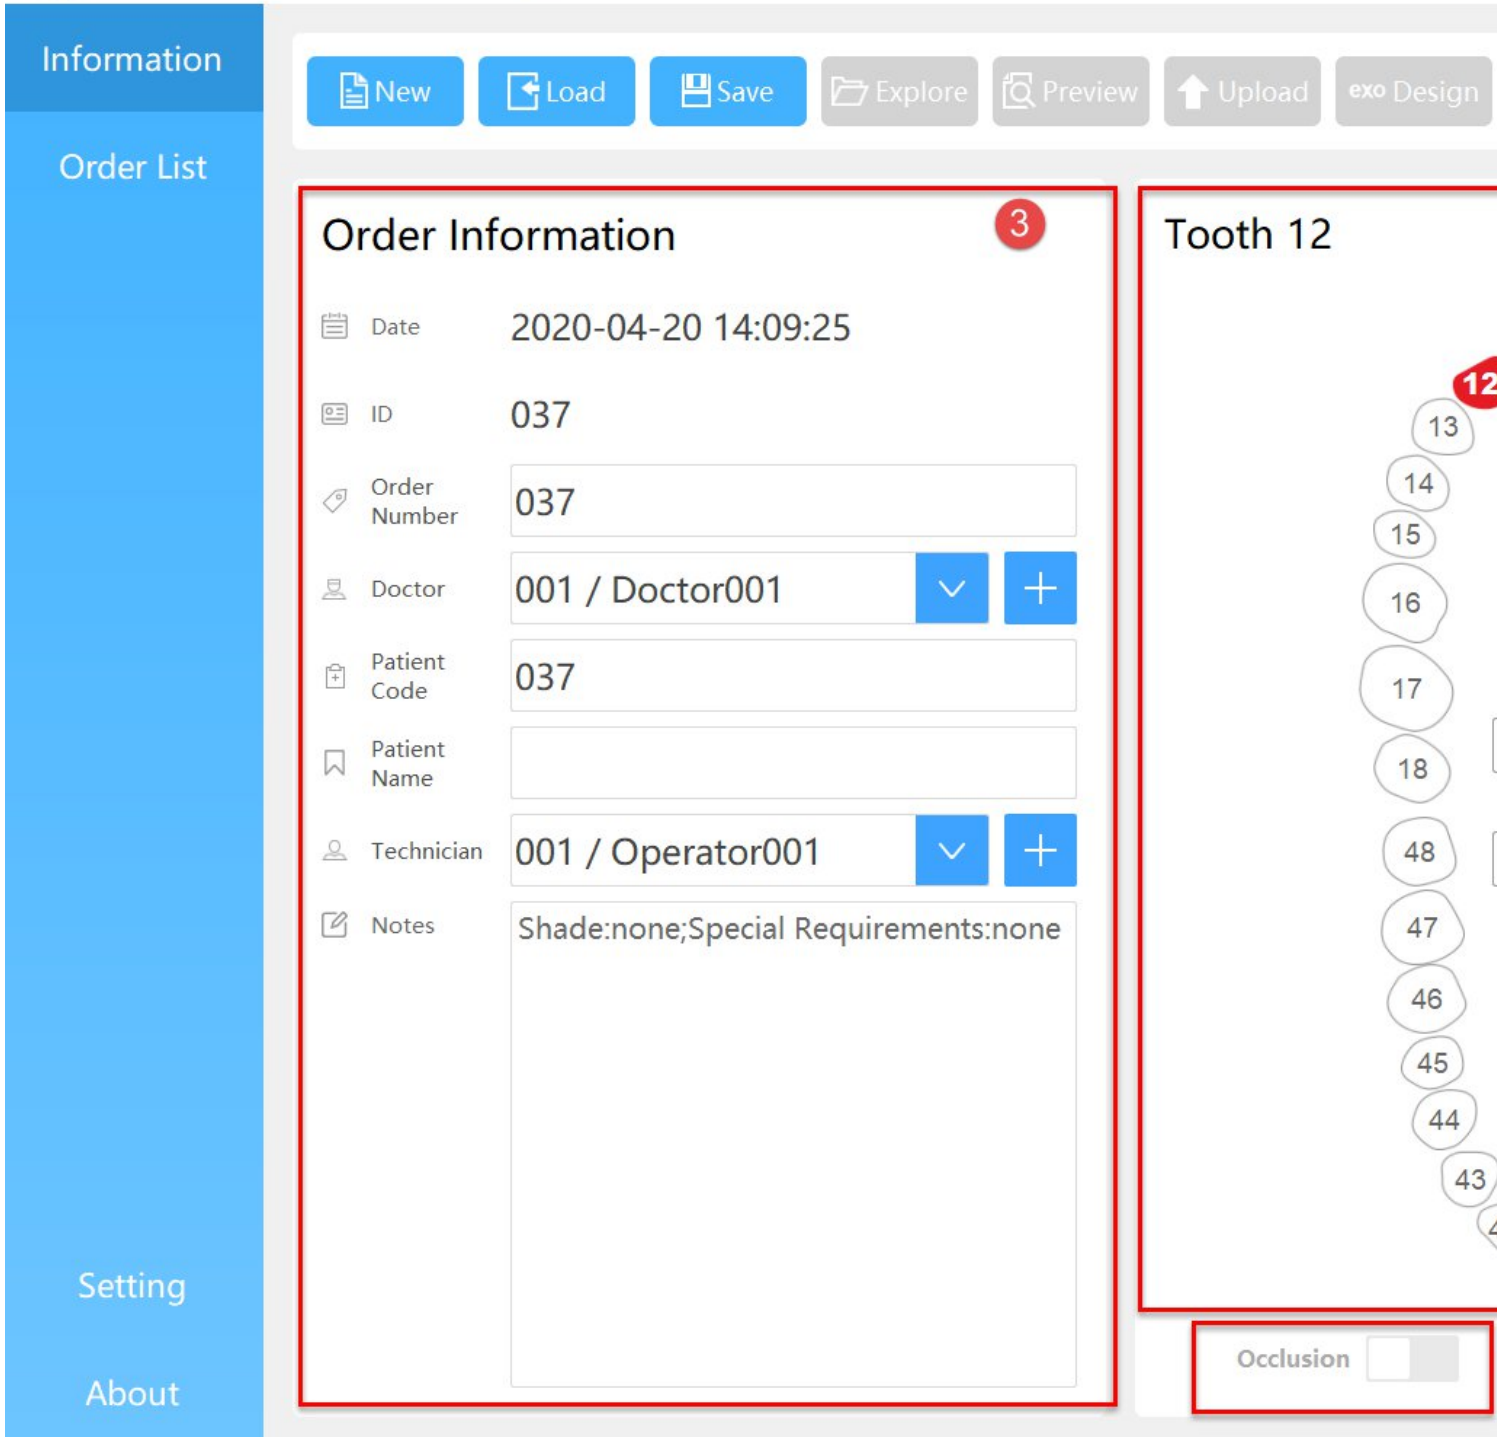 Information
Order List
Setting
About
New
Load
Save
Explore
Preview
Upload
exo Design
Order Information
3
Date
2020-04-20 14:09:25
ID
037
Order
Number
037
Doctor
001 / Doctor001
Patient
Code
037
Patient
Name
Technician
001 / Operator001
Notes
Shade:none;Special Requirements:none
Tooth 12
12
13
14
15
16
17
18
48
47
46
45
44
43
Occlusion